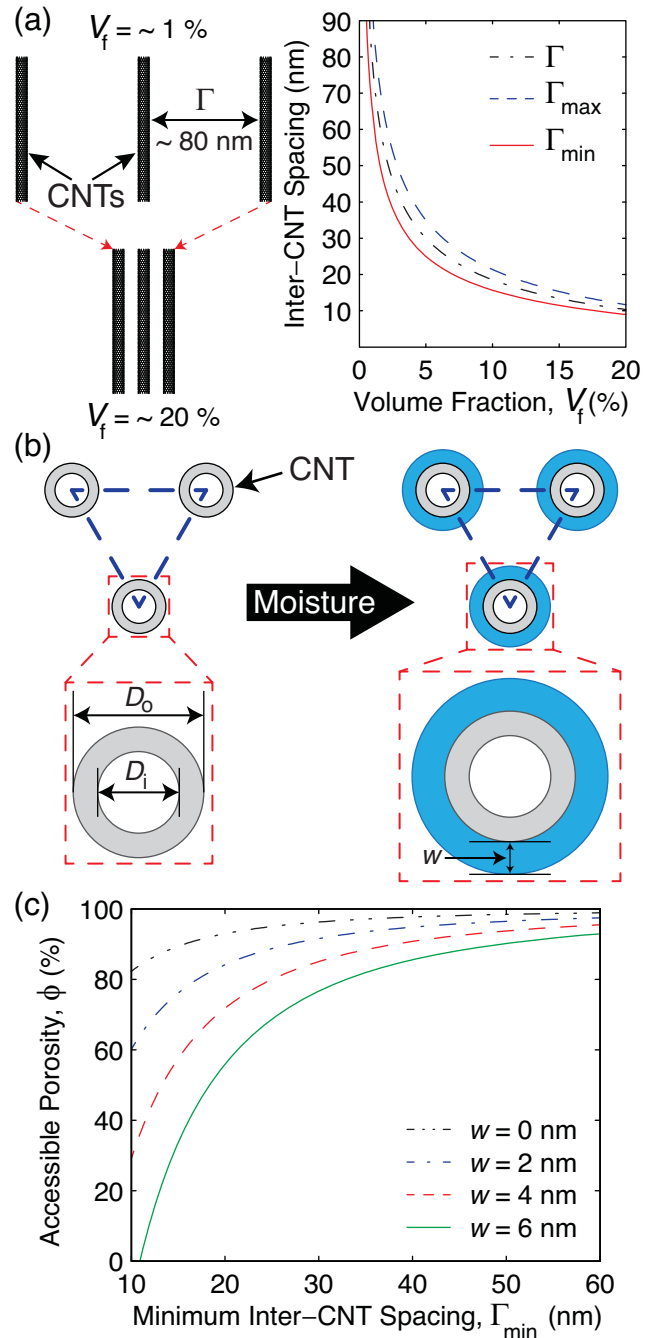 (a)
V_f = ~ 1 %
Γ
~ 80 nm
CNTs
V_f = ~ 20 %
Inter−CNT Spacing (nm)
90
80
70
60
50
40
30
20
10
0
5
10
15
20
Volume Fraction, V_f (%)
Γ
Γ_max
Γ_min
(b)
CNT
Moisture
D_o
D_i
w
(c)
Accessible Porosity, ϕ (%)
100
80
60
40
20
0
10
20
30
40
50
60
Minimum Inter−CNT Spacing, Γ_min (nm)
w = 0 nm
w = 2 nm
w = 4 nm
w = 6 nm